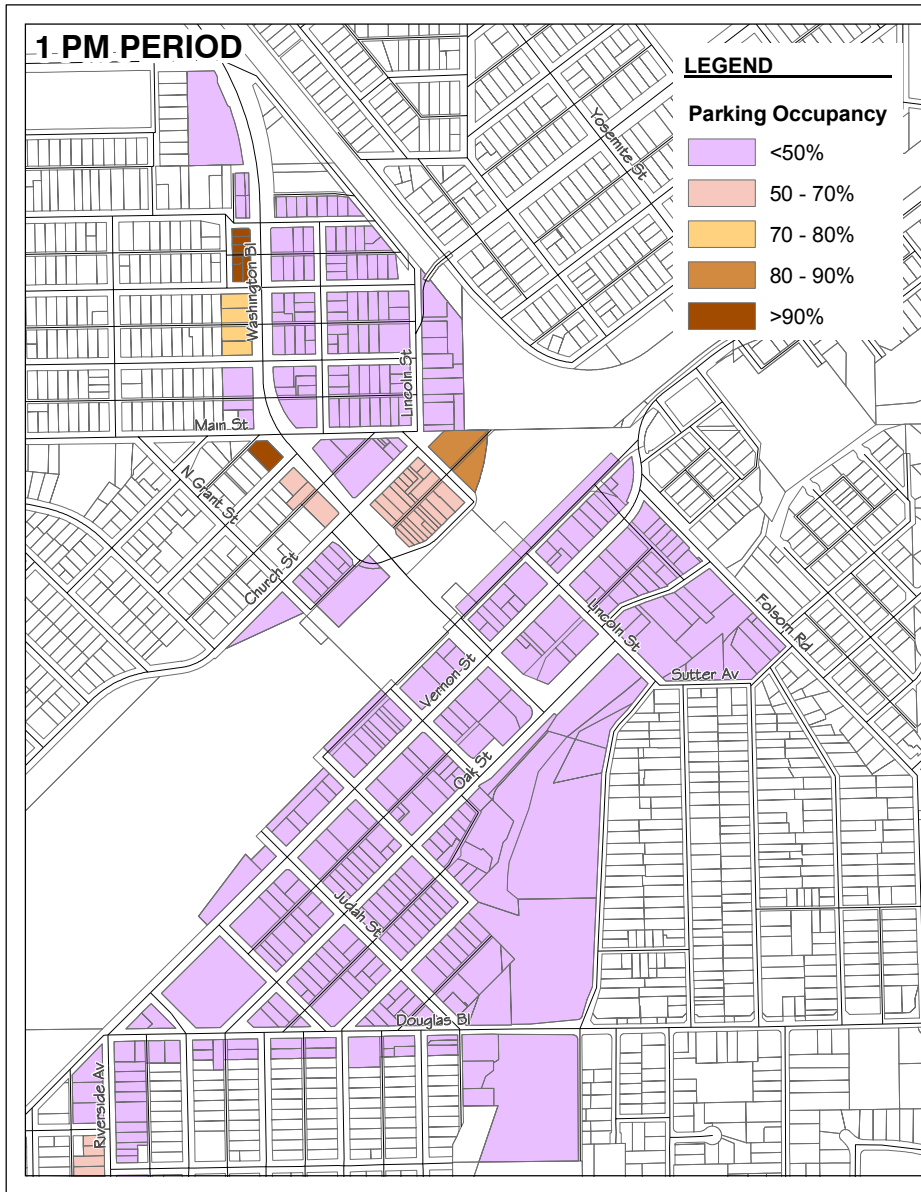 1 PM PERIOD
LEGEND
Parking Occupancy
<50%
50 - 70%
70 - 80%
80 - 90%
>90%
Yosemite St
Washington Bl
Lincoln St
Main St
N Grant St
Church St
Lincoln St
Folsom Rd
Sutter Av
Vernon St
Oak St
Judah St
Douglas Bl
Riverside Av